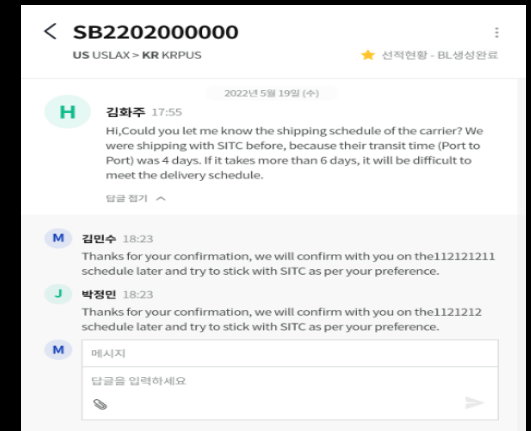 SB2202000000
US USLAX > KR KRPUS
선적현황 - BL생성완료
2022년 5월 19일 (수)
H
김화주 17:55
Hi,Could you let me know the shipping schedule of the carrier? We
were shipping with SITC before, because their transit time (Port to
Port) was 4 days. If it takes more than 6 days, it will be difficult to
meet the delivery schedule.
답글 접기
M
김민수 18:23
Thanks for your confirmation, we will confirm with you on the112121211
schedule later and try to stick with SITC as per your preference.
J
박정민 18:23
Thanks for your confirmation, we will confirm with you on the1121212
schedule later and try to stick with SITC as per your preference.
M
메시지
답글을 입력하세요